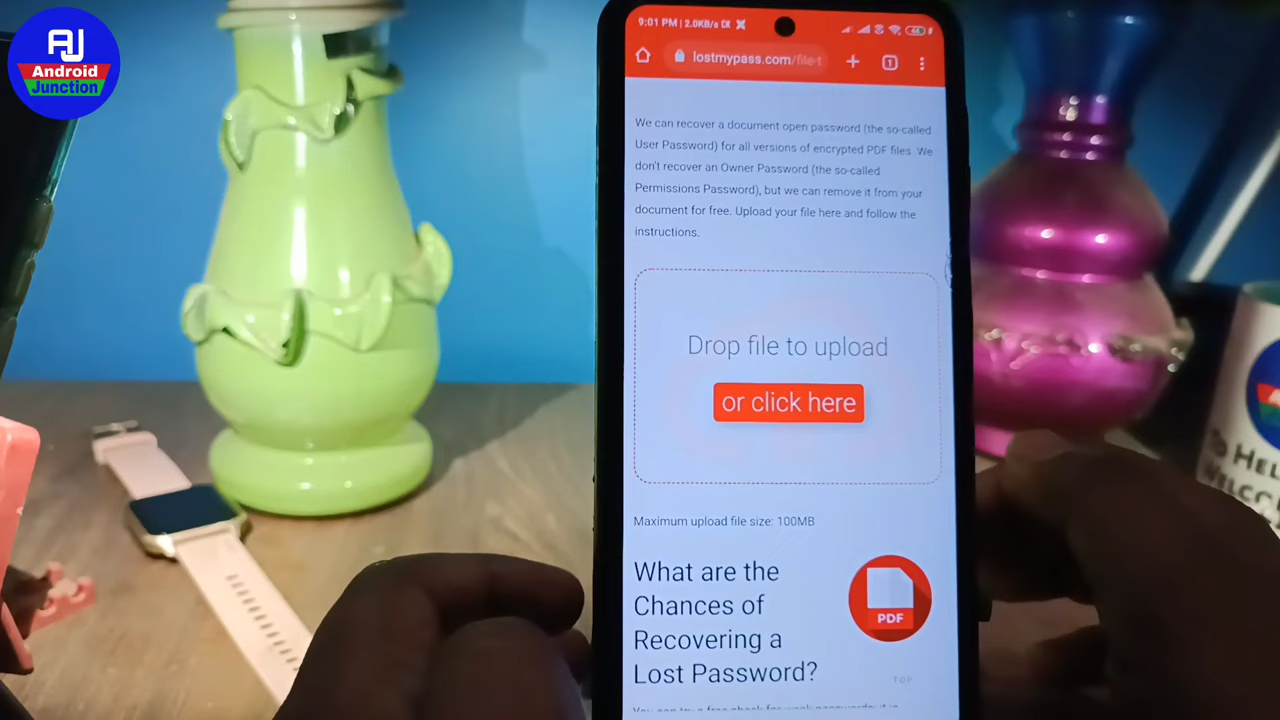 AJ
Android
Junction
9:01 PM | 2.0KB/s
lostmypass.com/file-t
1
We can recover a document open password (the so-called
User Password) for all versions of encrypted PDF files. We
don't recover an Owner Password (the so-called
Permissions Password), but we can remove it from your
document for free. Upload your file here and follow the
instructions.
Drop file to upload
or click here
Maximum upload file size: 100MB
What are the
Chances of
Recovering a
Lost Password?
PDF
TOP